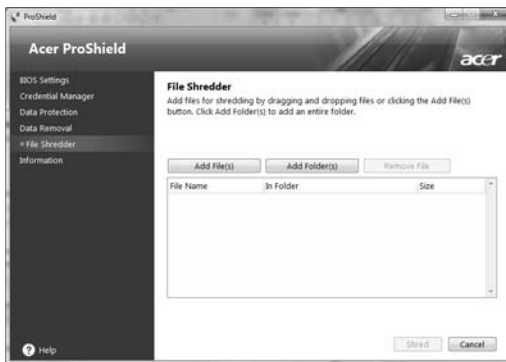 ProShield
Acer ProShield
acer
BIOS Settings
Credential Manager
Data Protection
Data Removal
File Shredder
Information
File Shredder
Add files for shredding by dragging and dropping files or clicking the Add File(s)
button. Click Add Folder(s) to add an entire folder.
Add File(s) Add Folder(s) Remove File
File Name In Folder Size
Help
Shred Cancel